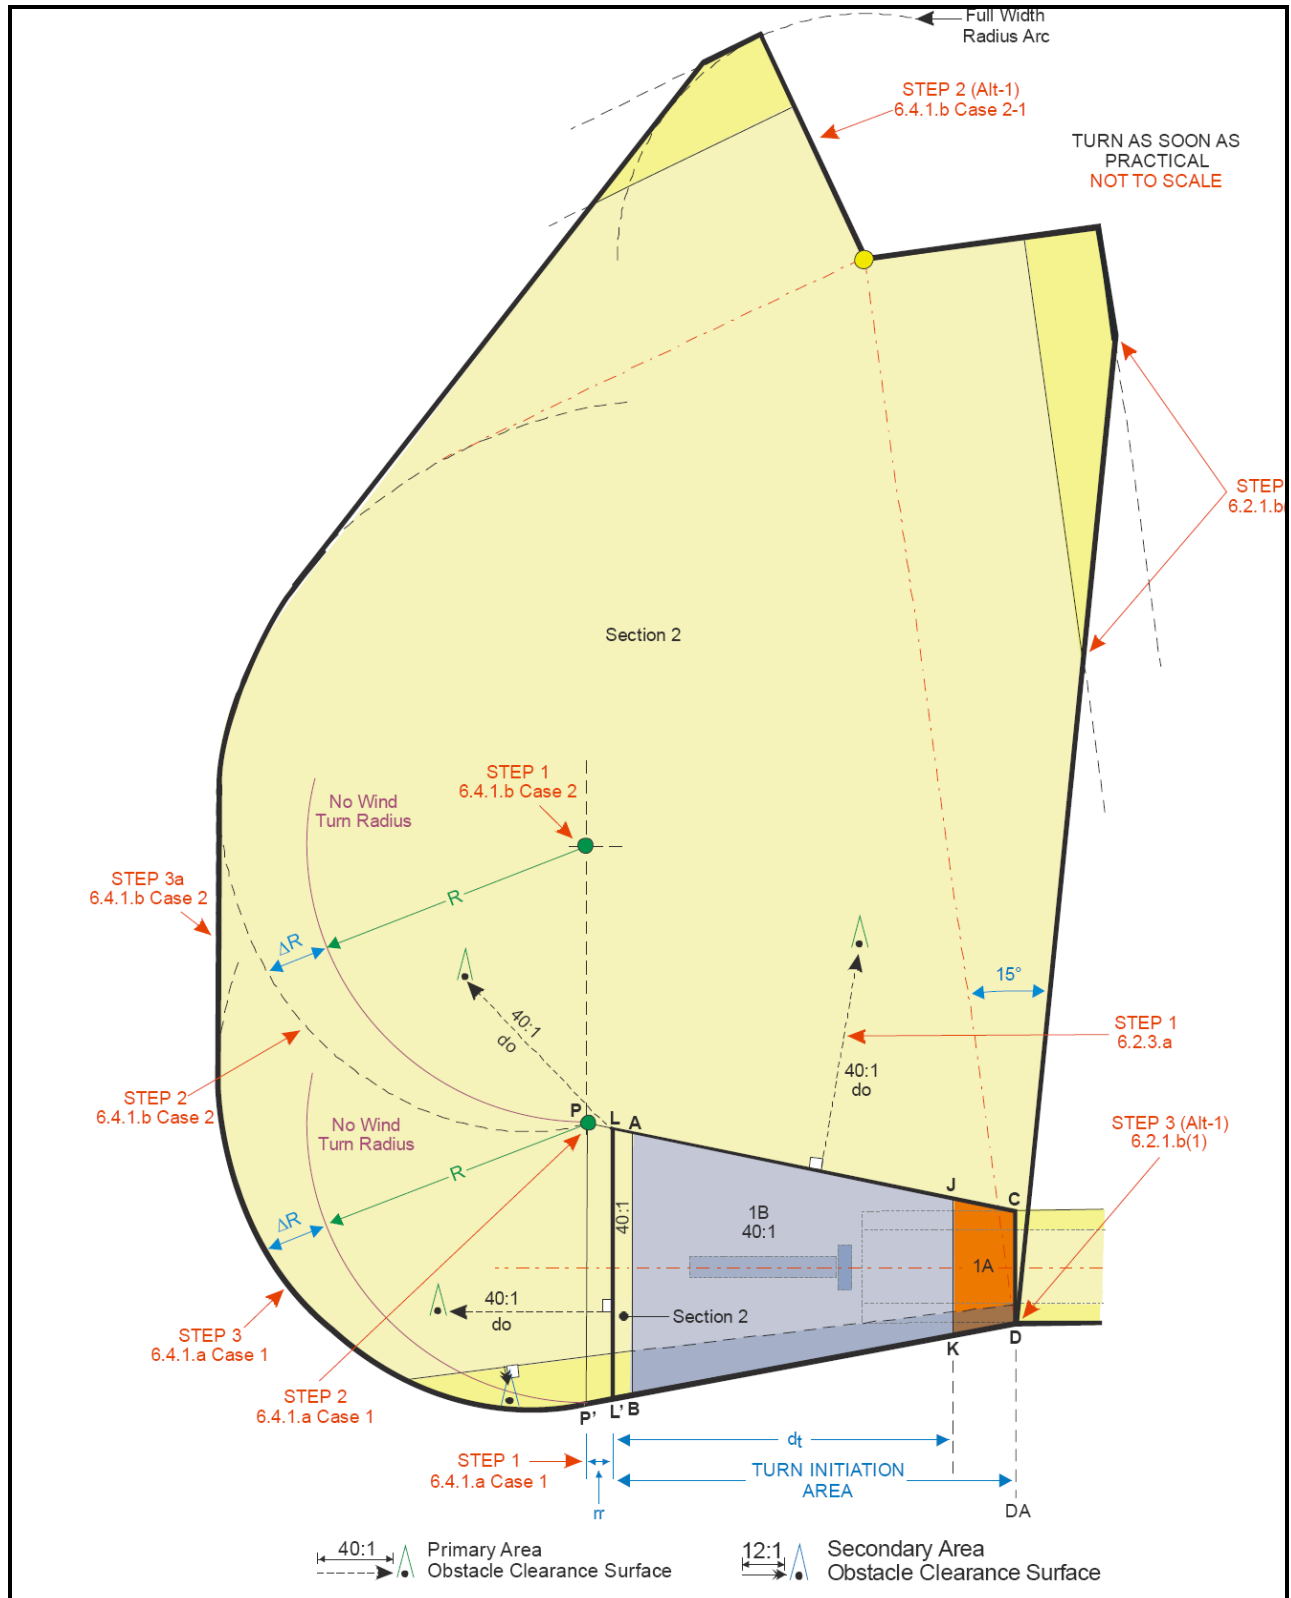 Full Width
Radius Arc
STEP 2 (Alt-1)
6.4.1.b Case 2-1
TURN AS SOON AS
PRACTICAL
NOT TO SCALE
STEP
6.2.1.b
Section 2
STEP 1
6.4.1.b Case 2
No Wind
Turn Radius
R
STEP 3a
6.4.1.b Case 2
ΔR
40:1
do
15°
STEP 1
6.2.3.a
40:1
do
STEP 2
6.4.1.b Case 2
No Wind
Turn Radius
P
L
A
STEP 3 (Alt-1)
6.2.1.b(1)
R
J
C
ΔR
40:1
1B
40:1
1A
40:1
do
Section 2
STEP 3
6.4.1.a Case 1
D
K
STEP 2
6.4.1.a Case 1
P'
L'
B
dt
STEP 1
6.4.1.a Case 1
TURN INITIATION
AREA
rr
DA
40:1
Primary Area
Obstacle Clearance Surface
12:1
Secondary Area
Obstacle Clearance Surface